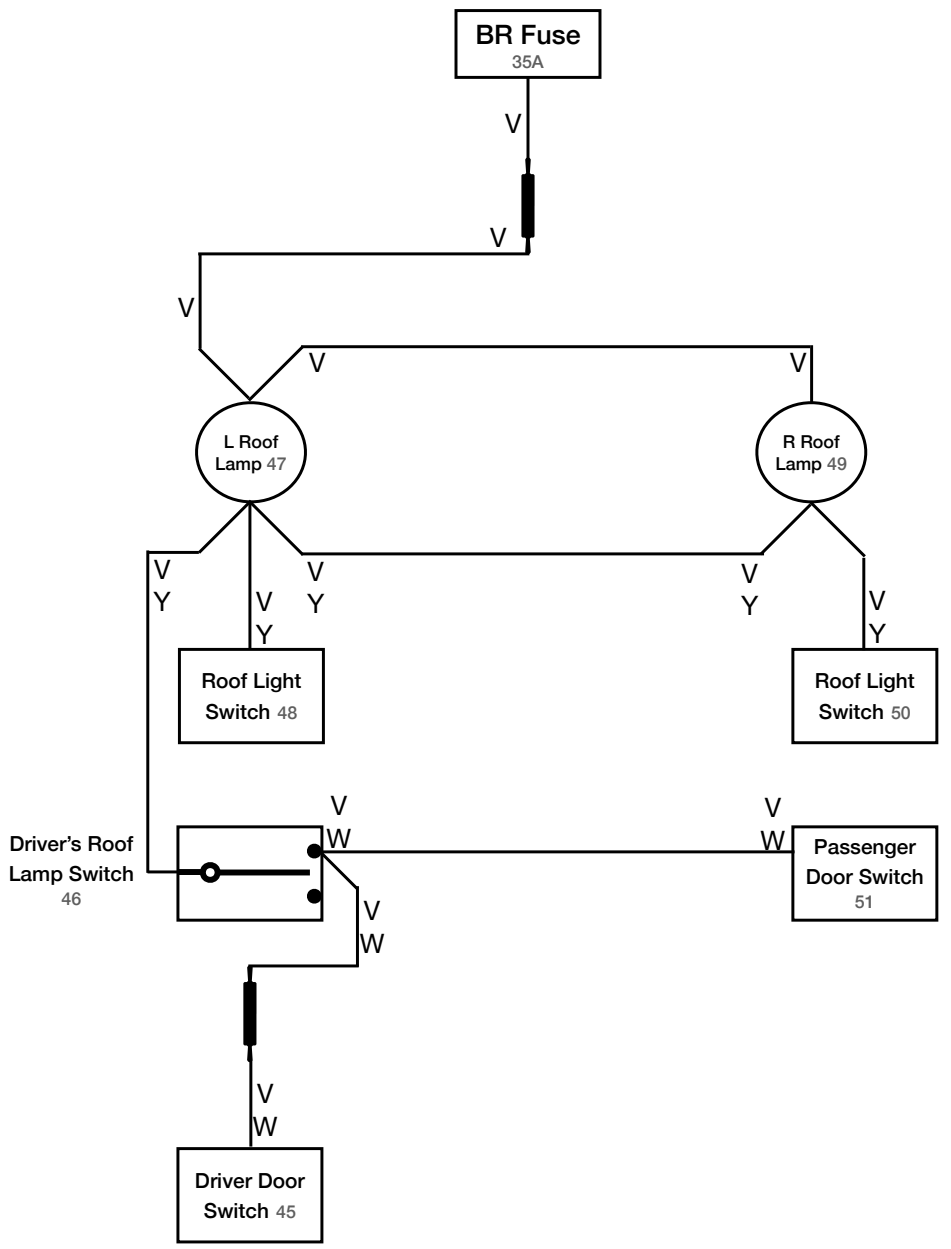 BR Fuse
35A
V
V
V
V
V
L Roof
Lamp 47
R Roof
Lamp 49
V
Y
V
Y
V
Y
V
Y
V
Y
Roof Light
Switch 48
Roof Light
Switch 50
Driver's Roof
Lamp Switch
46
V
W
V
W
Passenger
Door Switch
51
V
W
V
W
Driver Door
Switch 45